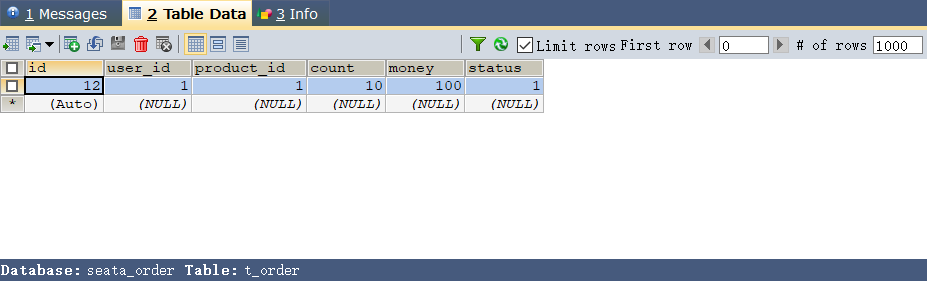 1 Messages 2 Table Data 3 Info
Limit rows First row 0 # of rows 1000
id user_id product_id count money status
12 1 1 10 100 1
* (Auto) (NULL) (NULL) (NULL) (NULL) (NULL)
Database: seata_order Table: t_order